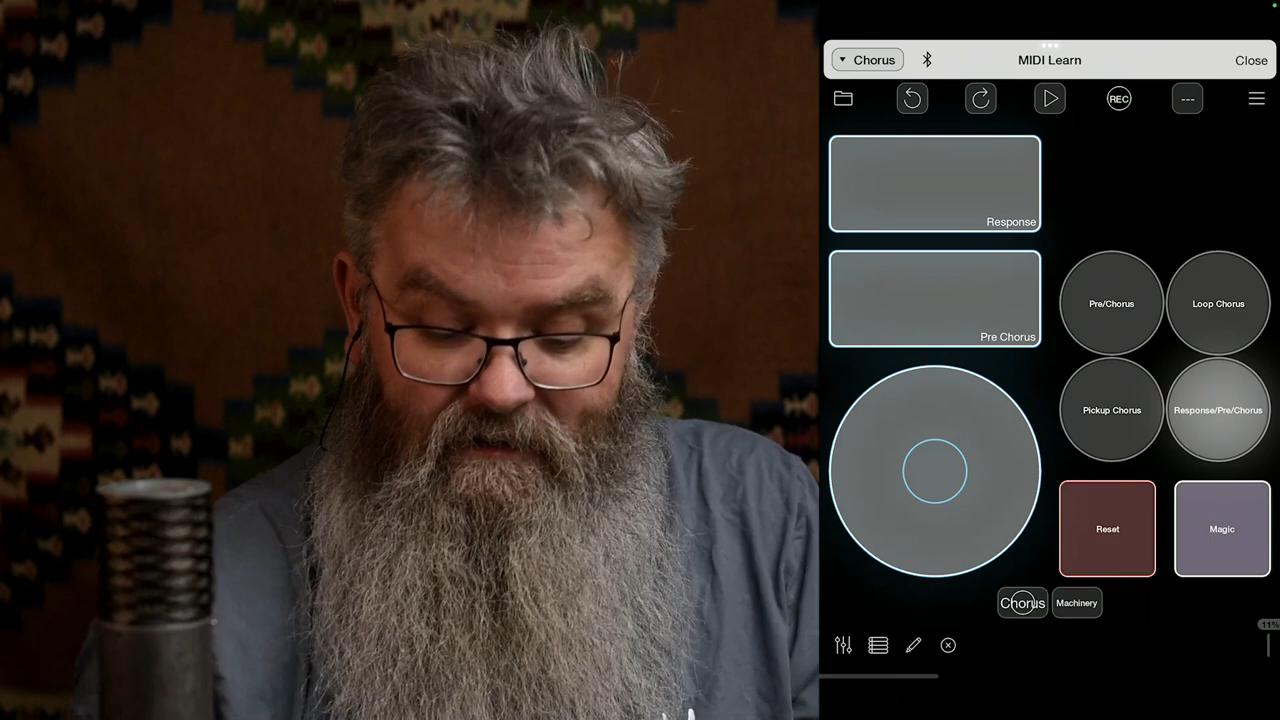 Chorus
MIDI Learn
Close
REC
---
Response
Pre Chorus
Pre/Chorus
Loop Chorus
Pickup Chorus
Response/Pre/Chorus
Reset
Magic
Chorus
Machinery
11%